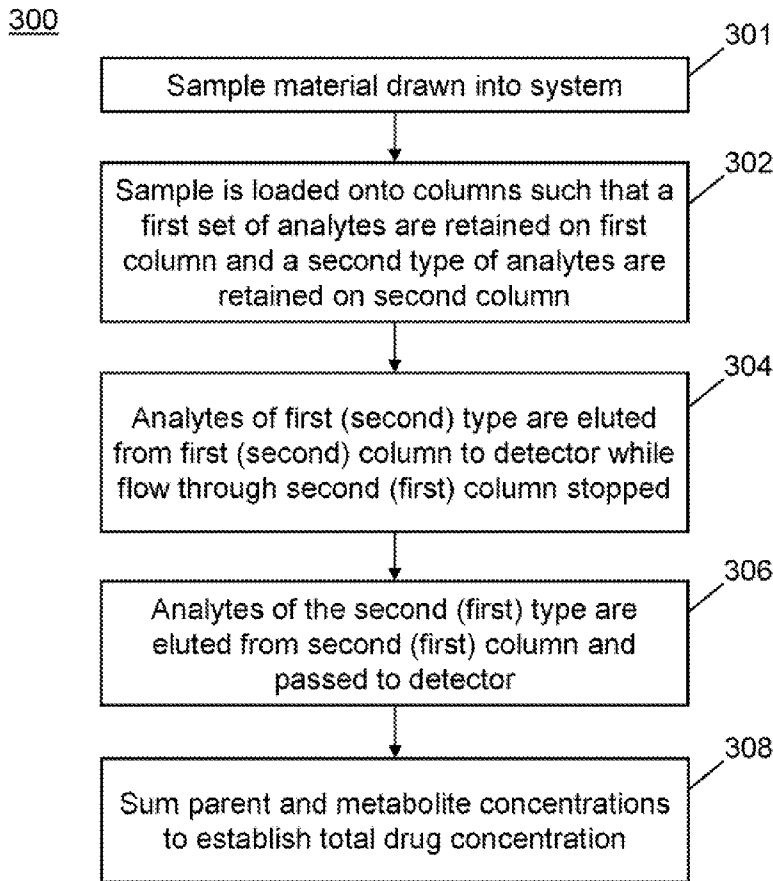 300
301
Sample material drawn into system
302
Sample is loaded onto columns such that a
first set of analytes are retained on first
column and a second type of analytes are
retained on second column
304
Analytes of first (second) type are eluted
from first (second) column to detector while
flow through second (first) column stopped
306
Analytes of the second (first) type are
eluted from second (first) column and
passed to detector
308
Sum parent and metabolite concentrations
to establish total drug concentration